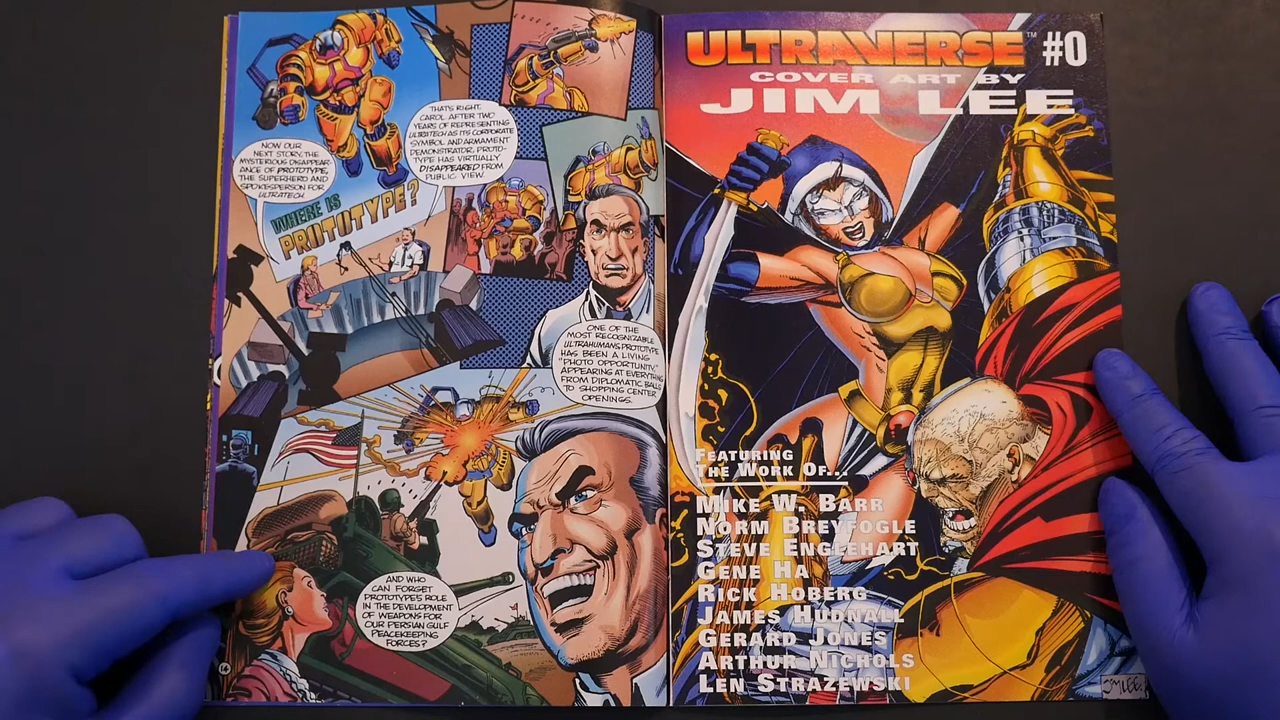 NOW OUR
NEXT STORY, THE
MYSTERIOUS DISAPPEAR-
ANCE OF PROTOTYPE,
THE SUPERHERO AND
SPOKESPERSON FOR
ULTRATECH.
THAT'S RIGHT,
CAROL. AFTER TWO
YEARS OF REPRESENTING
ULTRATECH AS ITS CORPORATE
SYMBOL AND ARMAMENT
DEMONSTRATOR, PROTO-
TYPE HAS VIRTUALLY
DISAPPEARED FROM
PUBLIC VIEW.
WHERE IS
PROTOTYPE?
ONE OF THE
MOST RECOGNIZABLE
ULTRAHUMANS, PROTOTYPE
HAS BEEN A LIVING
"PHOTO OPPORTUNITY,"
APPEARING AT EVERYTHING
FROM DIPLOMATIC BALLS
TO SHOPPING CENTER
OPENINGS.
AND WHO
CAN FORGET
PROTOTYPE'S ROLE
IN THE DEVELOPMENT
OF WEAPONS FOR
OUR PERSIAN GULF
PEACEKEEPING
FORCES?
14
ULTRAVERSE™ #0
COVER ART BY
JIM LEE
FEATURING
THE WORK OF...
MIKE W. BARR
NORM BREYFOGLE
STEVE ENGLEHART
GENE HA
RICK HOBERG
JAMES HUDNALL
GERARD JONES
ARTHUR NICHOLS
LEN STRAZEWSKI
JIM LEE